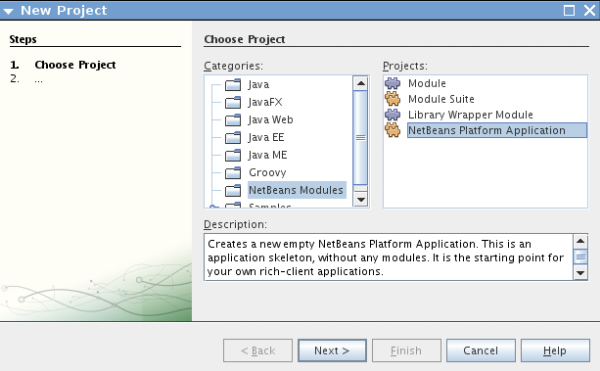 New Project
Steps
1. Choose Project
2. ...
Choose Project
Categories:
Java
JavaFX
Java Web
Java EE
Java ME
Groovy
NetBeans Modules
Samples
Projects:
Module
Module Suite
Library Wrapper Module
NetBeans Platform Application
Description:
Creates a new empty NetBeans Platform Application. This is an
application skeleton, without any modules. It is the starting point for
your own rich-client applications.
< Back
Next >
Finish
Cancel
Help